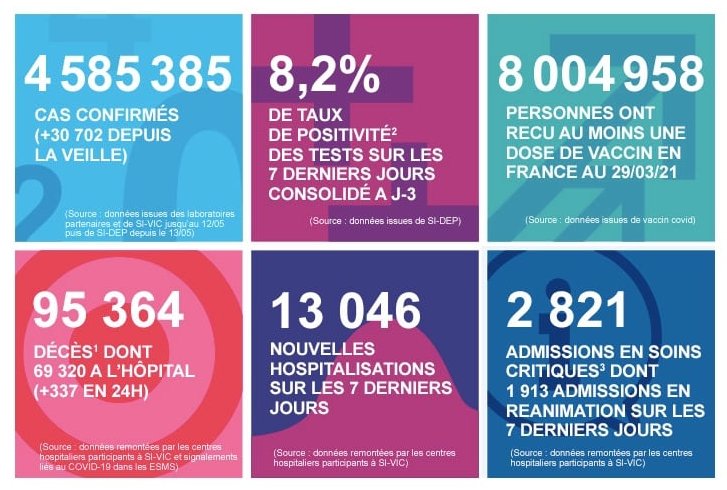 4 585 385
CAS CONFIRMÉS
(+30 702 DEPUIS
LA VEILLE)
(Source : données issues des laboratoires
partenaires et de SI-VIC jusqu'au 12/05
puis de SI-DEP depuis le 13/05)
8,2%
DE TAUX
DE POSITIVITÉ²
DES TESTS SUR LES
7 DERNIERS JOURS
CONSOLIDÉ A J-3
(Source : données issues de SI-DEP)
8 004 958
PERSONNES ONT
RECU AU MOINS UNE
DOSE DE VACCIN EN
FRANCE AU 29/03/21
(Source : données issues de vaccin covid)
95 364
DÉCÈS¹ DONT
69 320 A L'HÔPITAL
(+337 EN 24H)
(Source : données remontées par les centres
hospitaliers participants à SI-VIC et signalements
liés au COVID-19 dans les ESMS)
13 046
NOUVELLES
HOSPITALISATIONS
SUR LES 7 DERNIERS
JOURS
(Source : données remontées par les centres
hospitaliers participants à SI-VIC)
2 821
ADMISSIONS EN SOINS
CRITIQUES³ DONT
1 913 ADMISSIONS EN
REANIMATION SUR LES
7 DERNIERS JOURS
(Source : données remontées par les centres
hospitaliers participants à SI-VIC)